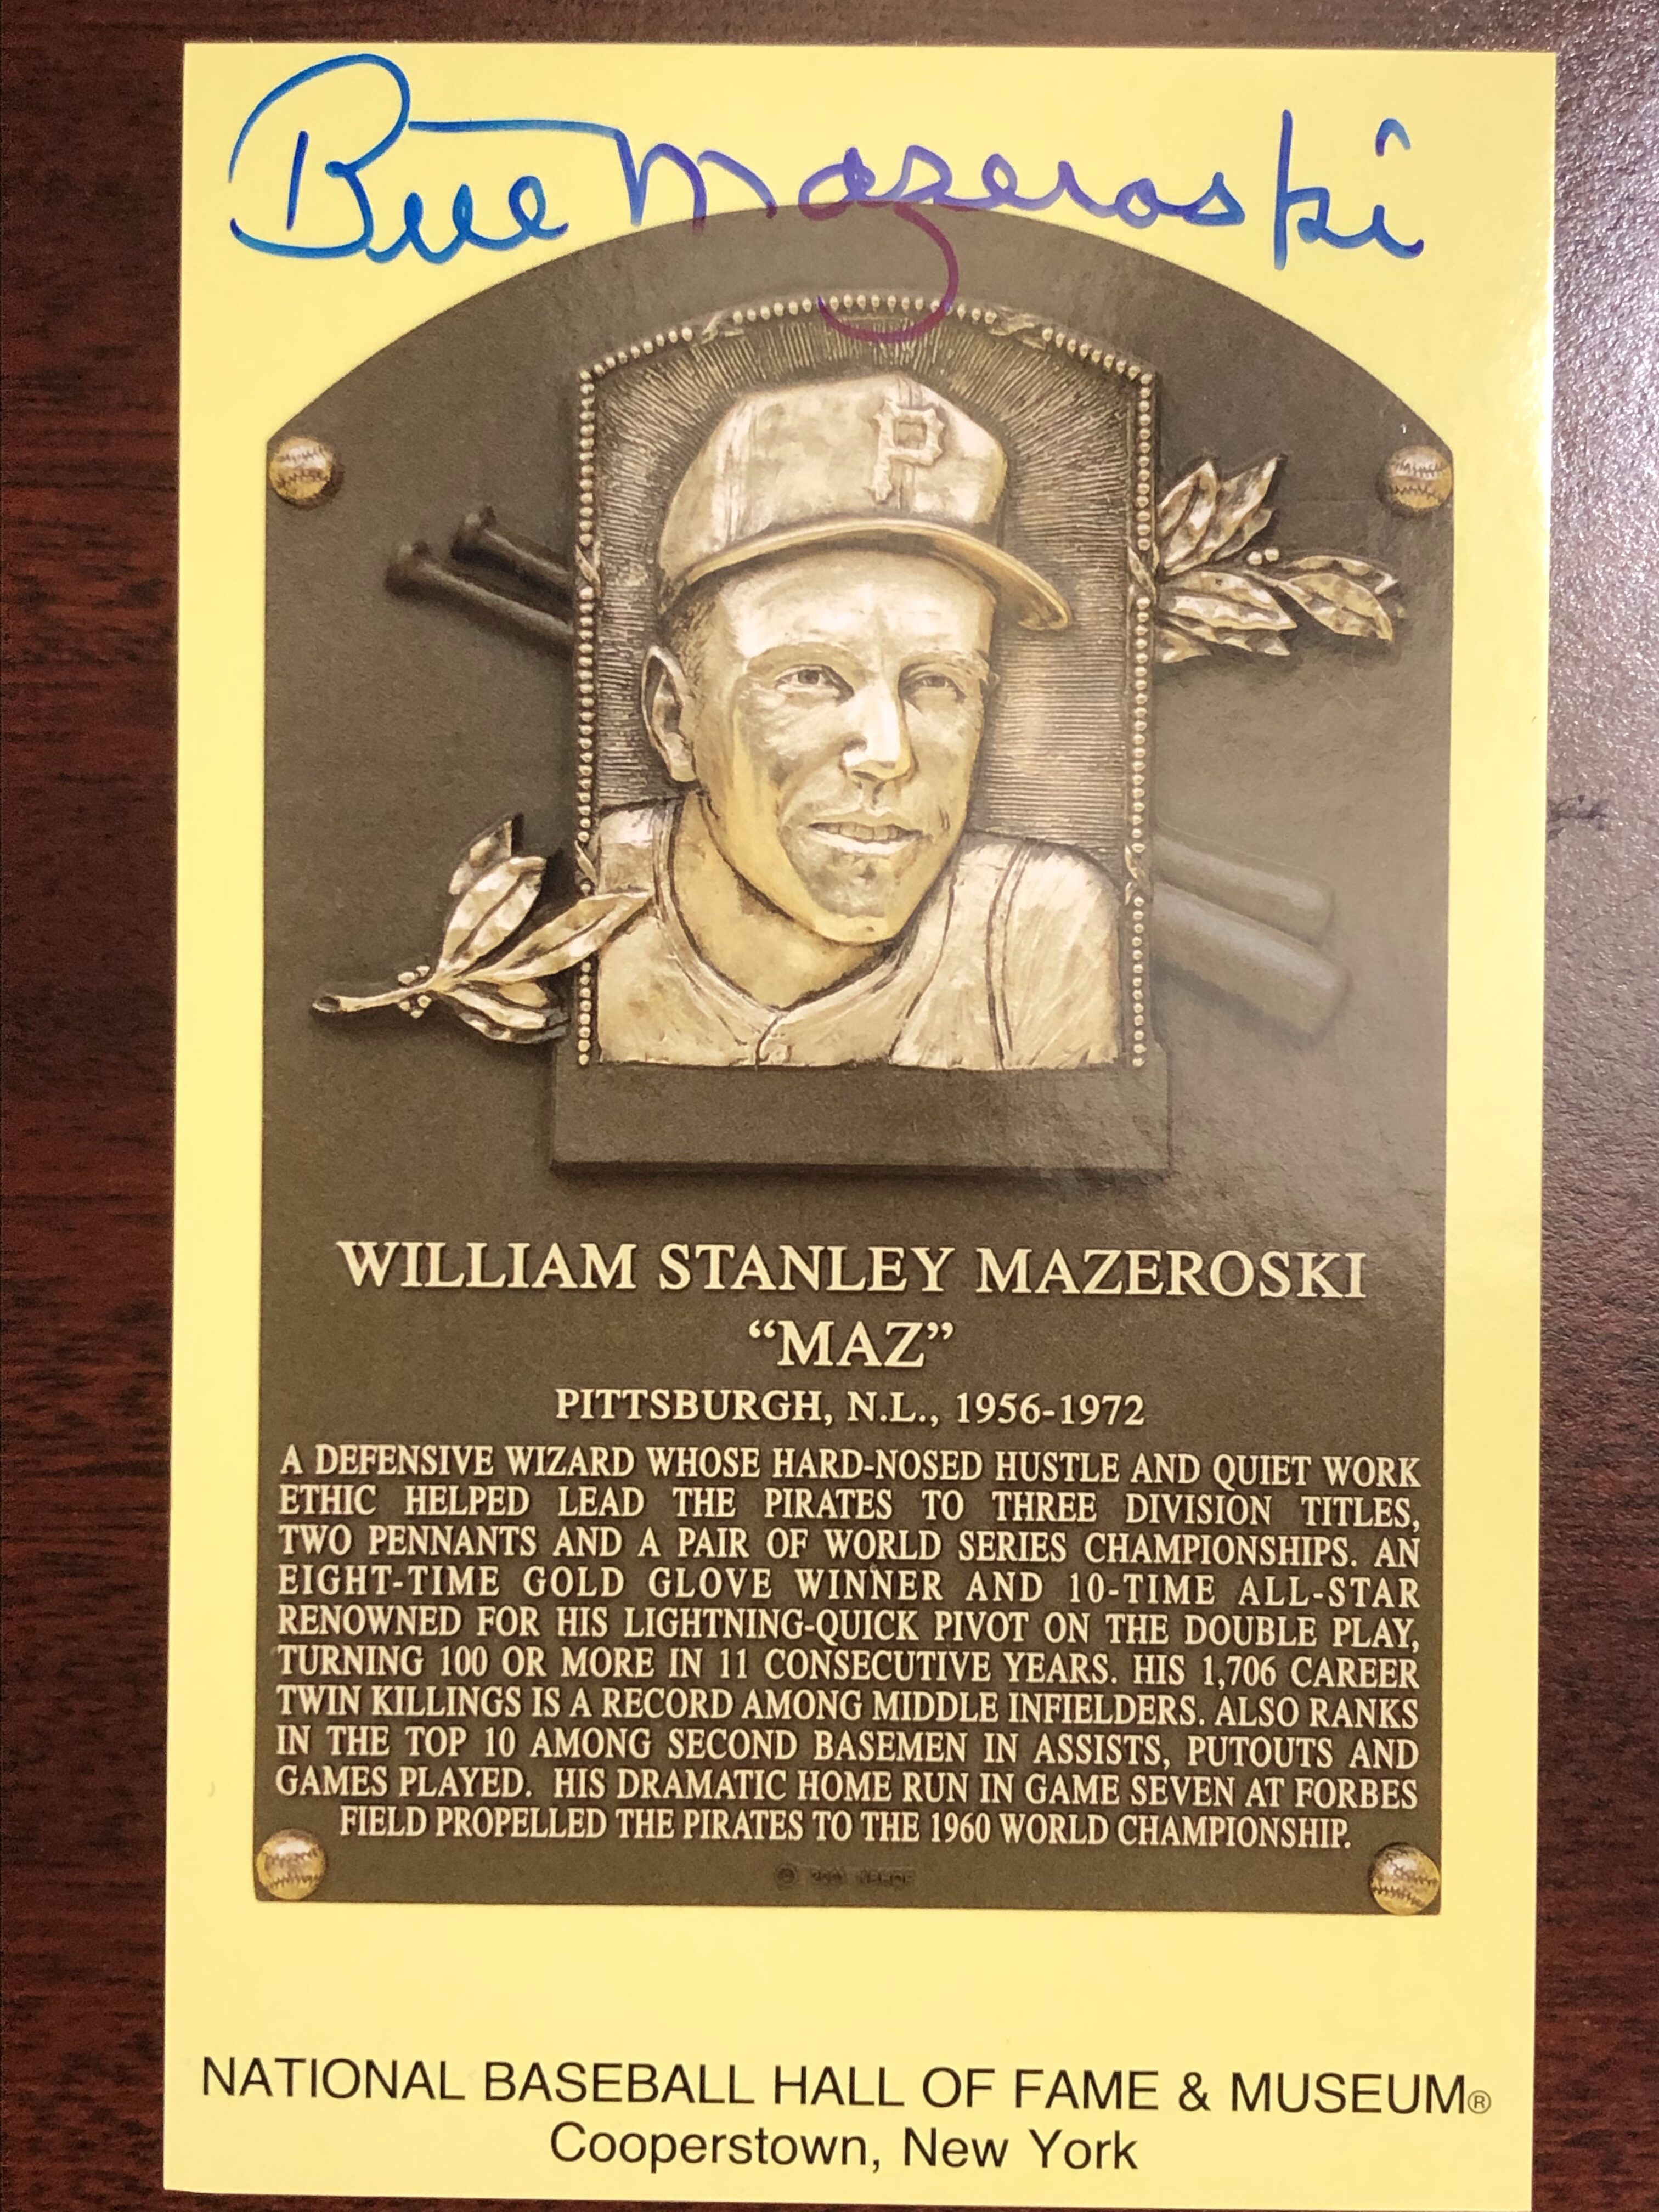 Bill Mazeroski
P
WILLIAM STANLEY MAZEROSKI
“MAZ”
PITTSBURGH, N.L., 1956-1972
A DEFENSIVE WIZARD WHOSE HARD-NOSED HUSTLE AND QUIET WORK
ETHIC HELPED LEAD THE PIRATES TO THREE DIVISION TITLES,
TWO PENNANTS AND A PAIR OF WORLD SERIES CHAMPIONSHIPS. AN
EIGHT-TIME GOLD GLOVE WINNER AND 10-TIME ALL-STAR
RENOWNED FOR HIS LIGHTNING-QUICK PIVOT ON THE DOUBLE PLAY,
TURNING 100 OR MORE IN 11 CONSECUTIVE YEARS. HIS 1,706 CAREER
TWIN KILLINGS IS A RECORD AMONG MIDDLE INFIELDERS. ALSO RANKS
IN THE TOP 10 AMONG SECOND BASEMEN IN ASSISTS, PUTOUTS AND
GAMES PLAYED. HIS DRAMATIC HOME RUN IN GAME SEVEN AT FORBES
FIELD PROPELLED THE PIRATES TO THE 1960 WORLD CHAMPIONSHIP.
NATIONAL BASEBALL HALL OF FAME & MUSEUM®
Cooperstown, New York